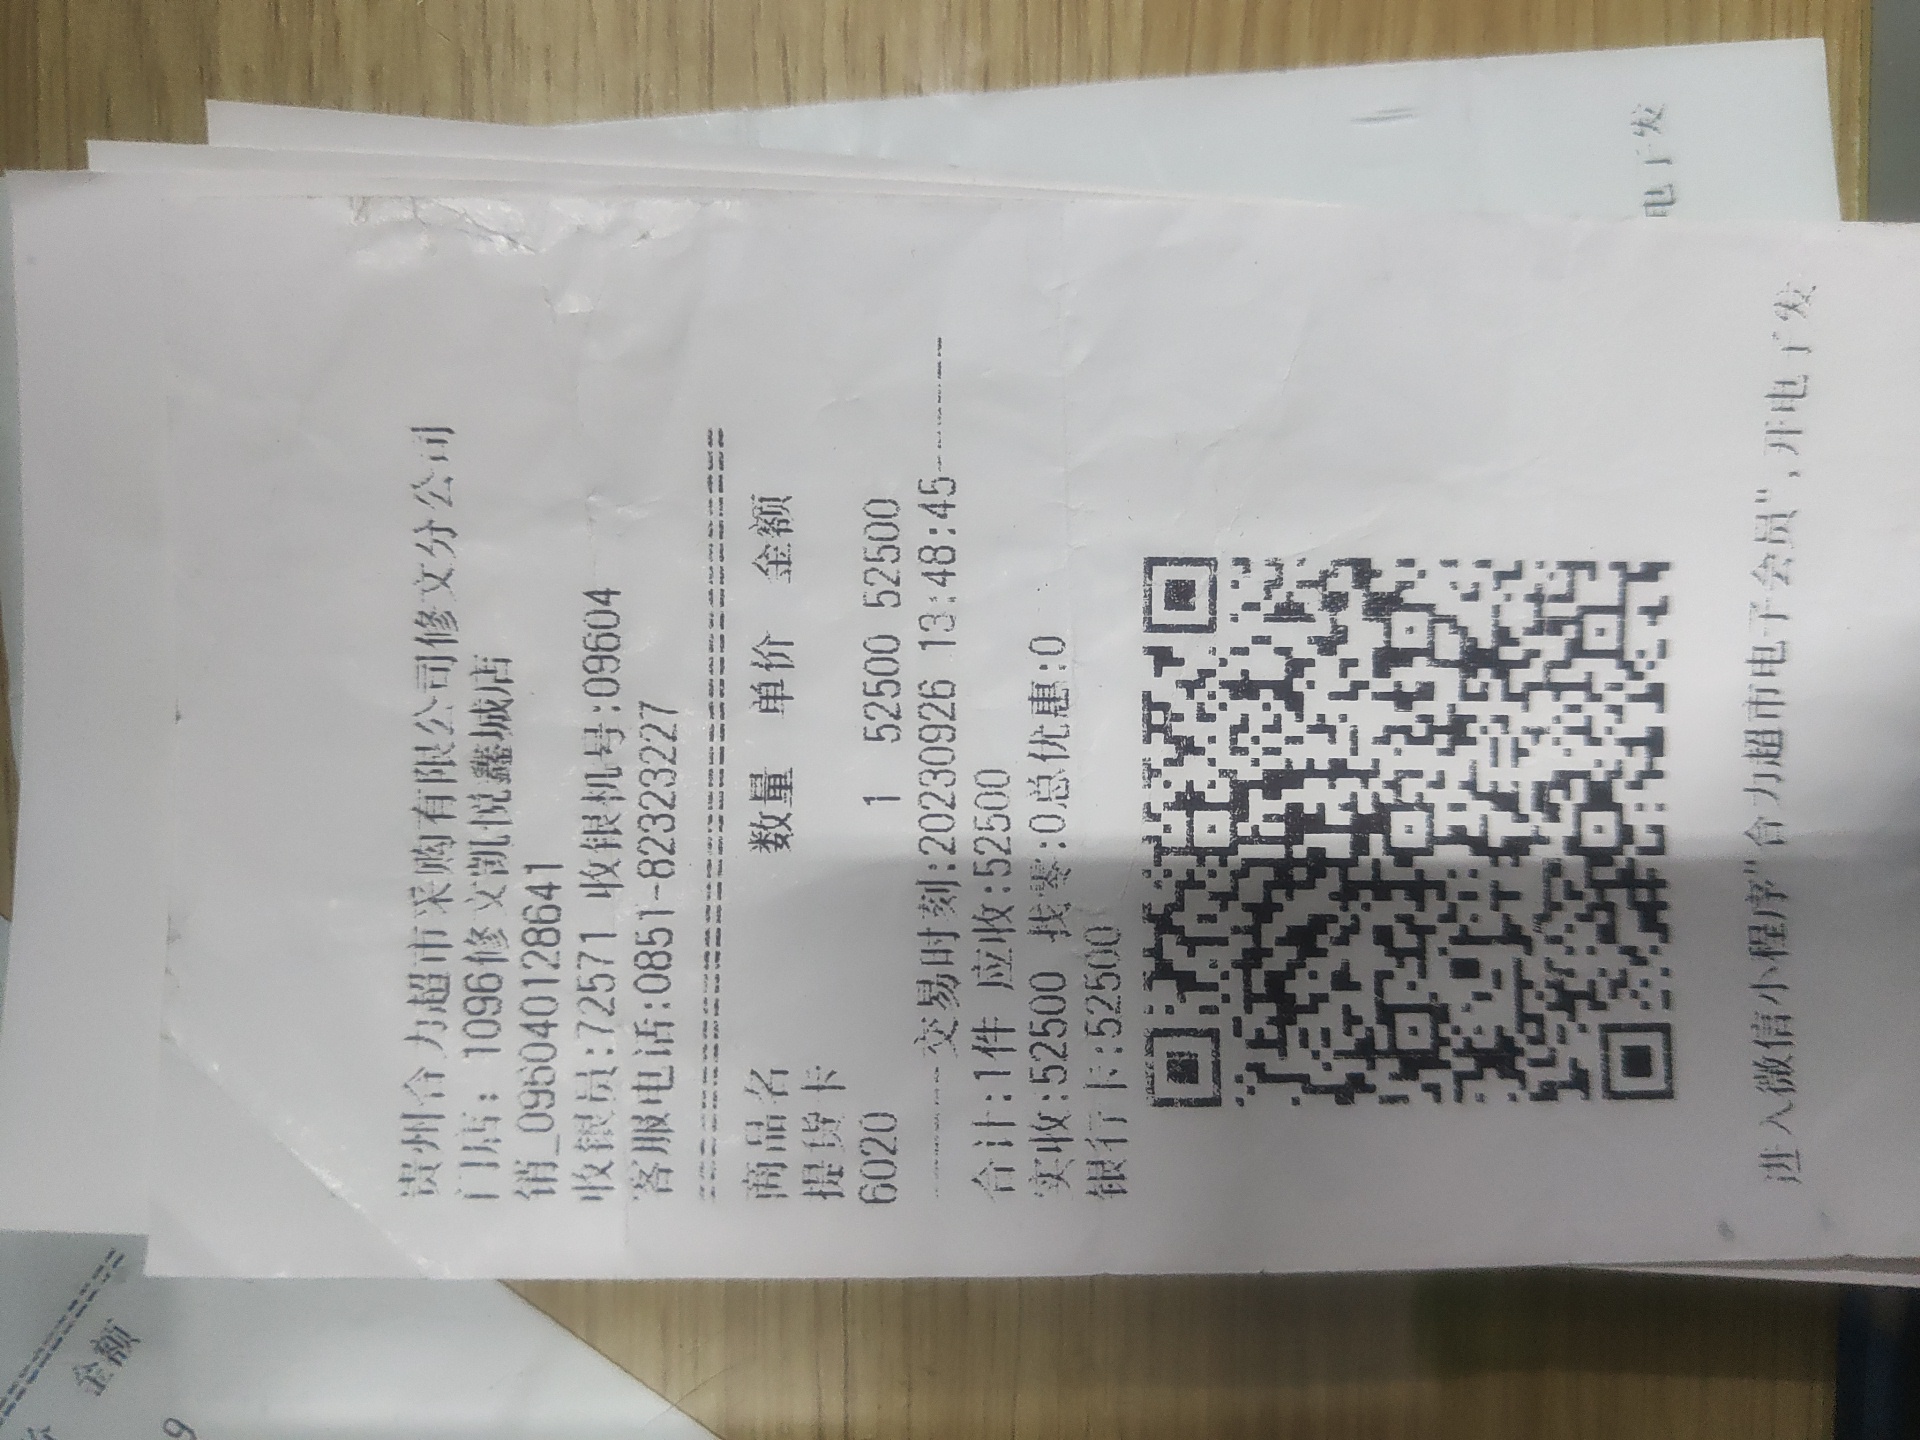 贵州合力超市采购有限公司修文分公司
门店: 1096修文凯悦鑫城店
销_096040128641
收银员:72571 收银机号:09604
客服电话:0851-82323227
商品名 数量 单价 金额
提货卡
6020 1 52500 52500
交易时刻:20230926 13:48:45
合计:1件 应收:52500
实收:52500 找零:0总优惠:0
银行卡:52500
进入微信小程序"合力超市电子会员",开电子发
电子发
金额
9